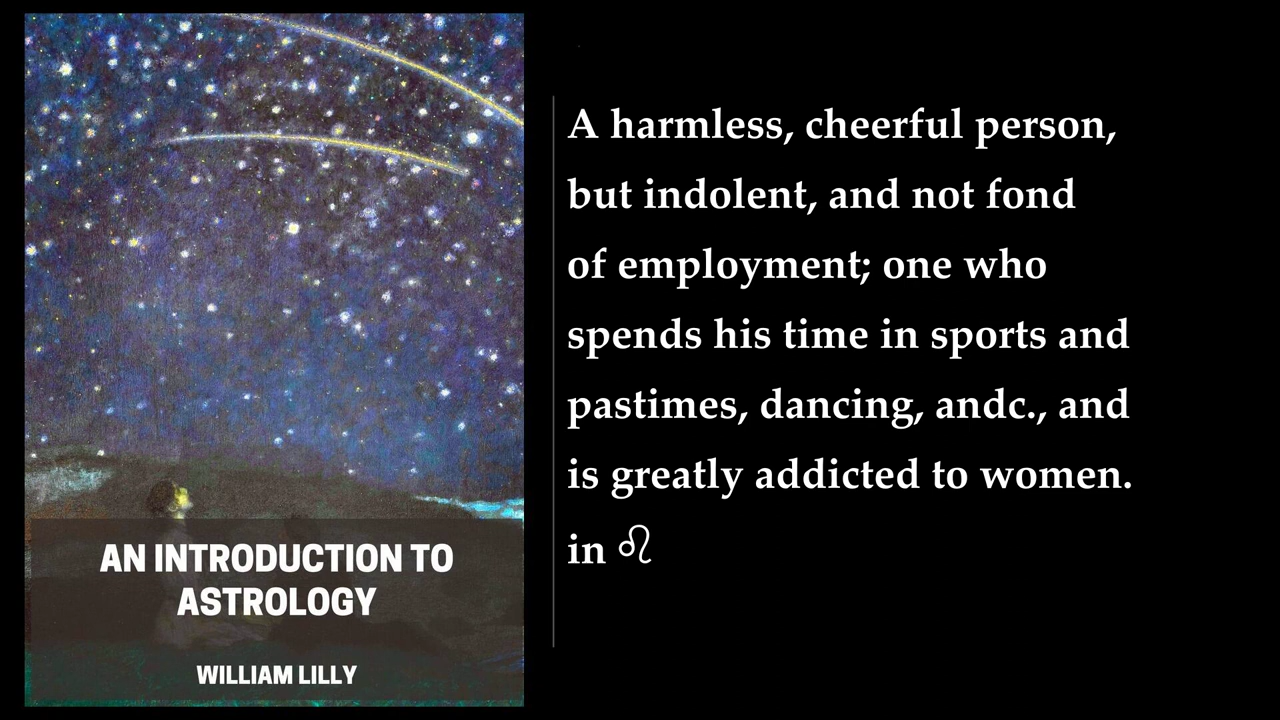 AN INTRODUCTION TO
ASTROLOGY
WILLIAM LILLY
A harmless, cheerful person,
but indolent, and not fond
of employment; one who
spends his time in sports and
pastimes, dancing, andc., and
is greatly addicted to women.
in ♌